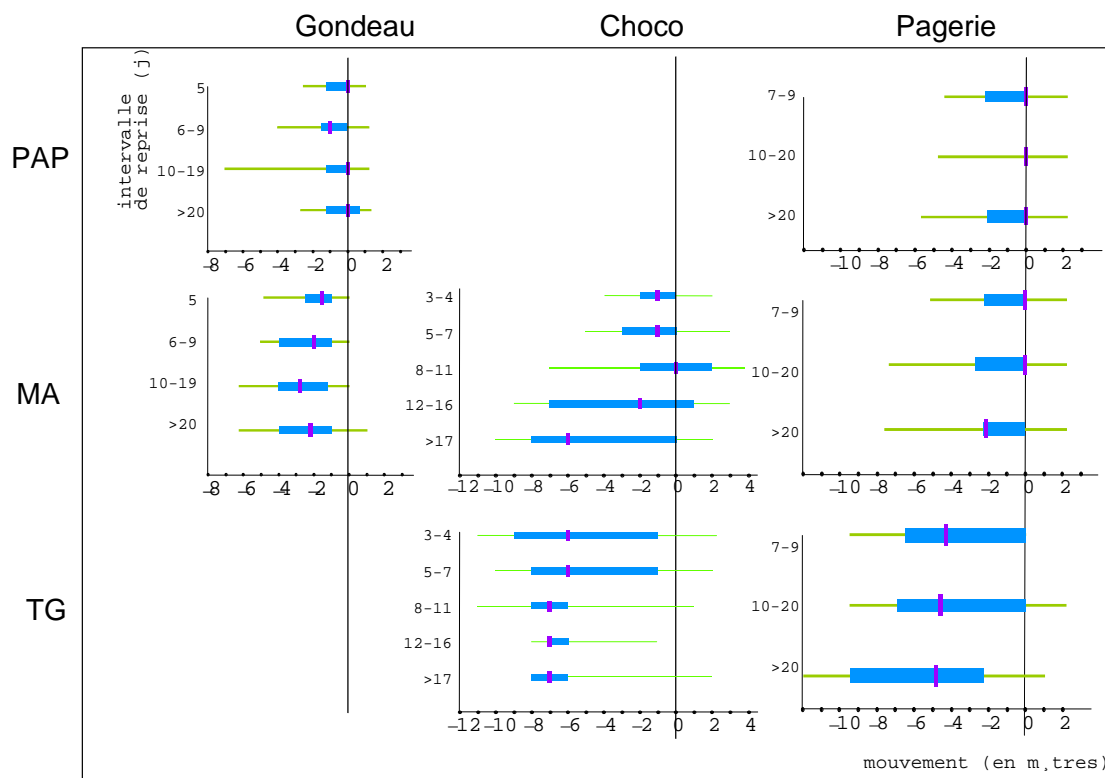 Gondeau Choco Pagerie
intervalle
de reprise (j)
PAP
5
6-9
10-19
>20
-8 -6 -4 -2 0 2
7-9
10-20
>20
-10 -8 -6 -4 -2 0 2
MA
5
6-9
10-19
>20
-8 -6 -4 -2 0 2
3-4
5-7
8-11
12-16
>17
-12 -10 -8 -6 -4 -2 0 2 4
7-9
10-20
>20
-10 -8 -6 -4 -2 0 2
TG
3-4
5-7
8-11
12-16
>17
-12 -10 -8 -6 -4 -2 0 2 4
7-9
10-20
>20
-10 -8 -6 -4 -2 0 2
mouvement (en m¸tres)